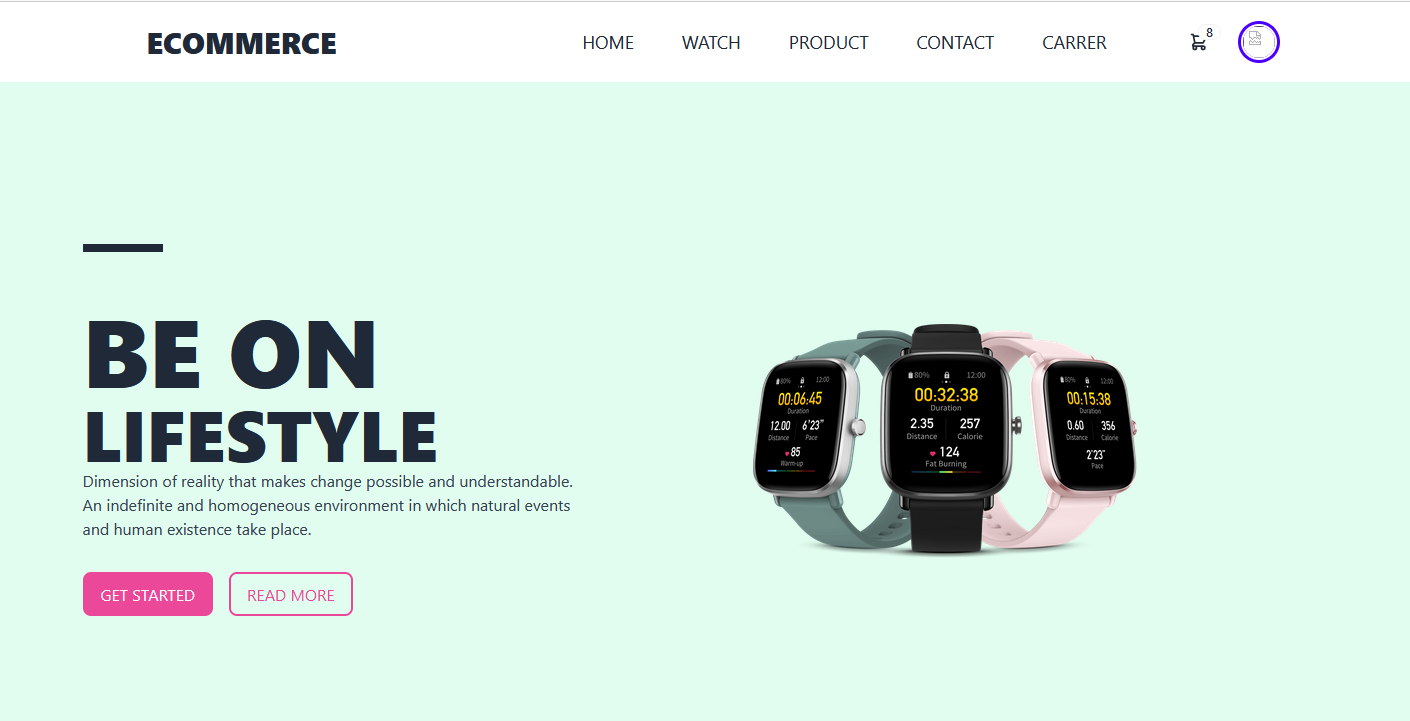 ECOMMERCE
HOME WATCH PRODUCT CONTACT CARRER 8
BE ON
LIFESTYLE
Dimension of reality that makes change possible and understandable.
An indefinite and homogeneous environment in which natural events
and human existence take place.
GET STARTED READ MORE
80% 12:00
00:06:45
Duration
12.00 6'23"
Distance Pace
85
Warm-up
80% 12:00
00:32:38
Duration
2.35 257
Distance Calorie
124
Fat Burning
80% 12:00
00:15:38
Duration
0.60 356
Distance Calorie
2'23"
Pace